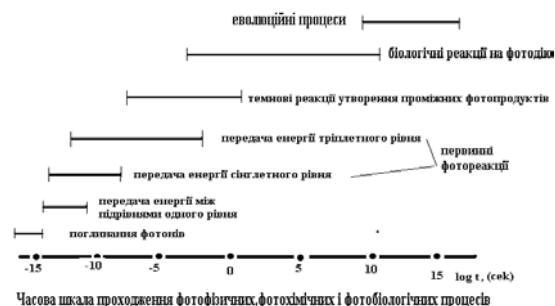 еволюційні процеси
біологічні реакції на фотодію
темнові реакції утворення проміжних фотопродуктів
передача енергії тріплетного рівня
первинні
фотореакції
передача енергії сінглетного рівня
передача енергії між
підрівнями одного рівня
поглинання фотонів
-15 -10 -5 0 5 10 15 log t, (сек)
Часова шкала проходження фотофізичних,фотохімічних і фотобіологічних процесів